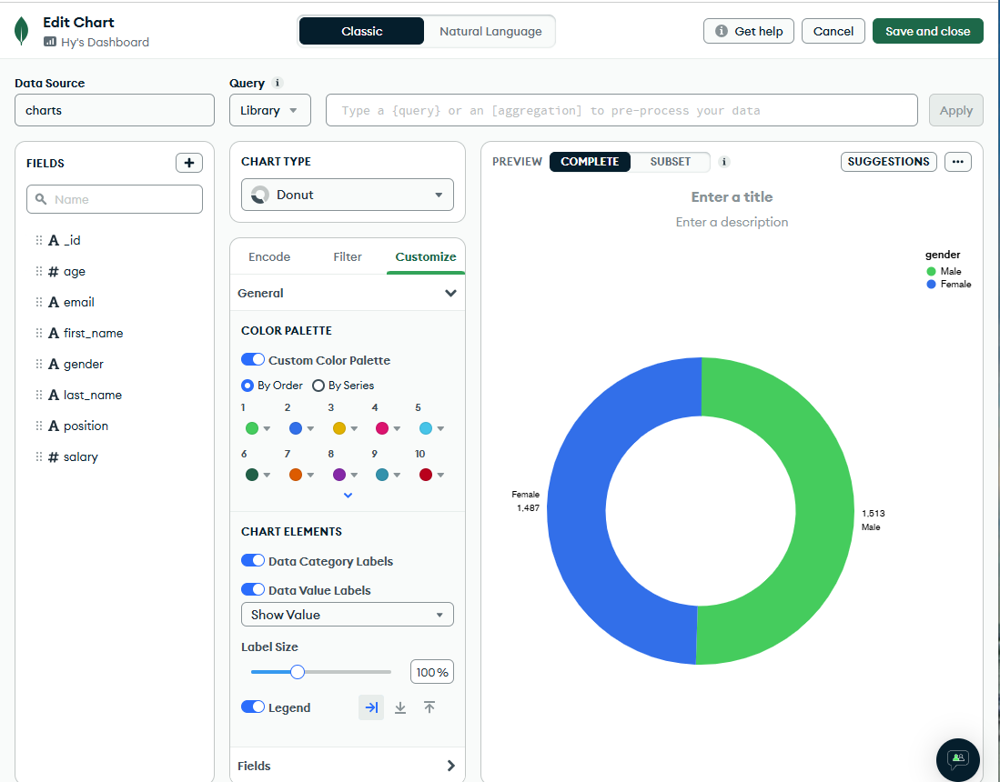 Edit Chart
Hy's Dashboard
Classic
Natural Language
Get help
Cancel
Save and close
Data Source
Query
charts
Library
Type a {query} or an [aggregation] to pre-process your data
Apply
FIELDS
+
Name
A _id
# age
A email
A first_name
A gender
A last_name
A position
# salary
CHART TYPE
Donut
Encode
Filter
Customize
General
COLOR PALETTE
Custom Color Palette
By Order
By Series
1 2 3 4 5
6 7 8 9 10
CHART ELEMENTS
Data Category Labels
Data Value Labels
Show Value
Label Size
100%
Legend
Fields
PREVIEW
COMPLETE
SUBSET
SUGGESTIONS
Enter a title
Enter a description
gender
Male
Female
Female
1,487
1,513
Male